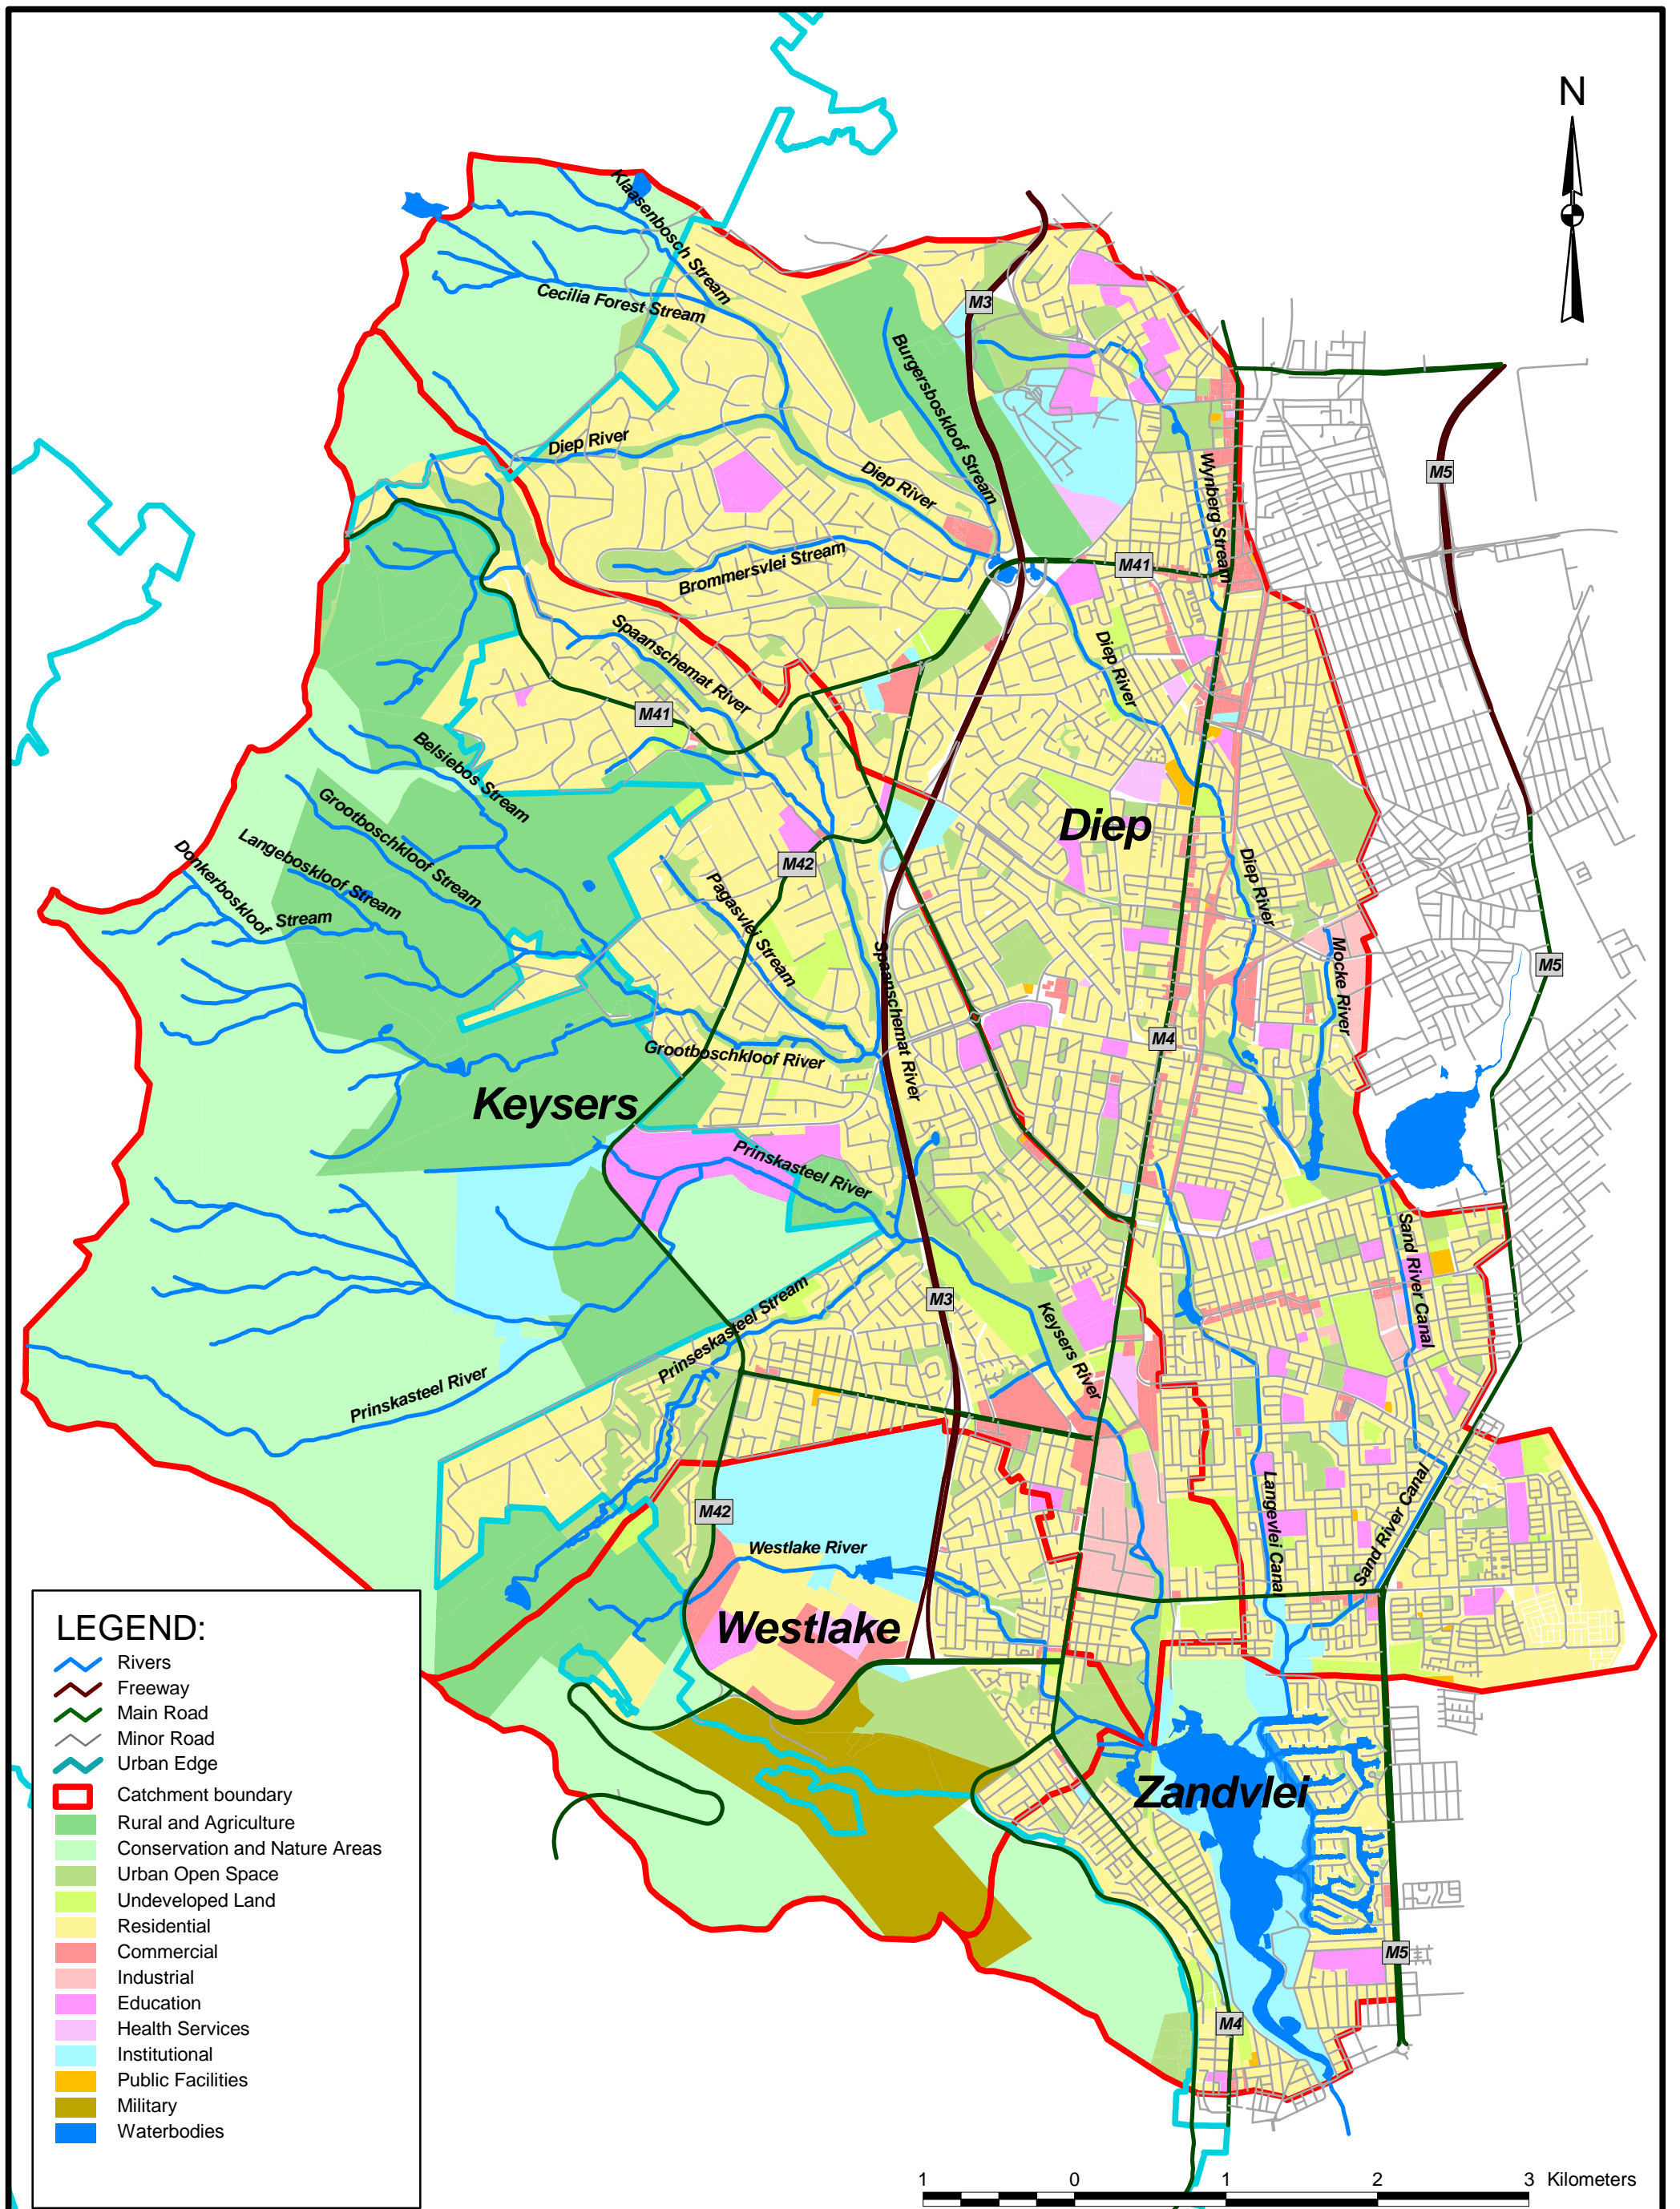 N
Klaasenbosch Stream
Cecilia Forest Stream
M3
Burgersboskloof Stream
Diep River
Diep River
Wynberg Stream
M5
Brommersvlei Stream
M41
Spaanschemat River
Diep River
M41
Belsiebos Stream
Grootboschkloof Stream
Langeboskloof Stream
Donkerboskloof Stream
M42
Pagasvlei Stream
Diep
Diep River
Spaanschemat River
Mocke River
M5
M4
Grootboschkloof River
Keysers
Prinskasteel River
Sand River Canal
M3
Keysers River
Prinseskasteel Stream
Prinskasteel River
M42
Westlake River
Langevlei Canal
Sand River Canal
Westlake
Zandvlei
M5
M4
LEGEND:
Rivers
Freeway
Main Road
Minor Road
Urban Edge
Catchment boundary
Rural and Agriculture
Conservation and Nature Areas
Urban Open Space
Undeveloped Land
Residential
Commercial
Industrial
Education
Health Services
Institutional
Public Facilities
Military
Waterbodies
1 0 1 2 3 Kilometers